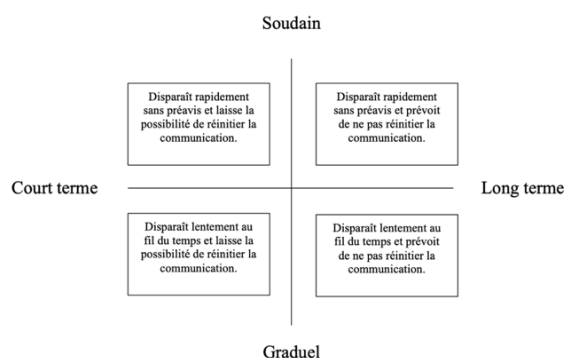 Soudain
Disparaît rapidement
sans préavis et laisse la
possibilité de réinitier la
communication.
Disparaît rapidement
sans préavis et prévoit
de ne pas réinitier la
communication.
Court terme
Long terme
Disparaît lentement au
fil du temps et laisse la
possibilité de réinitier la
communication.
Disparaît lentement au
fil du temps et prévoit
de ne pas réinitier la
communication.
Graduel